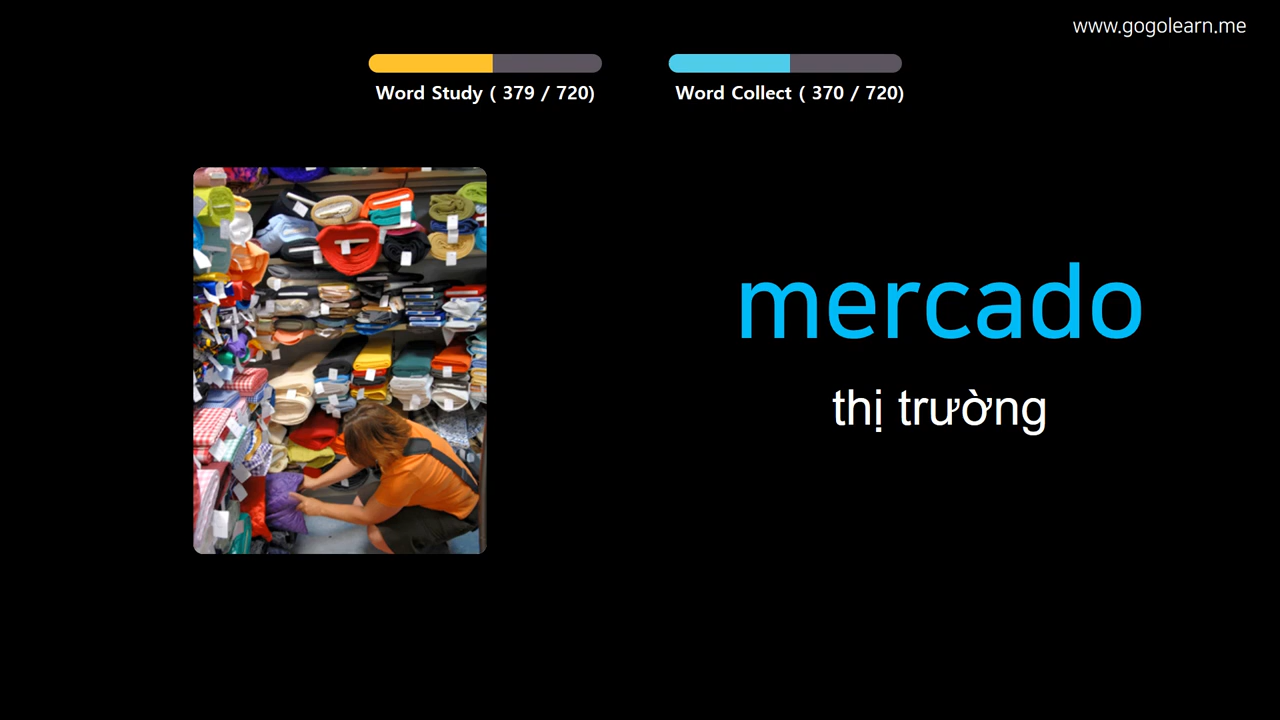 www.gogolearn.me
Word Study ( 379 / 720)
Word Collect ( 370 / 720)
mercado
thị trường